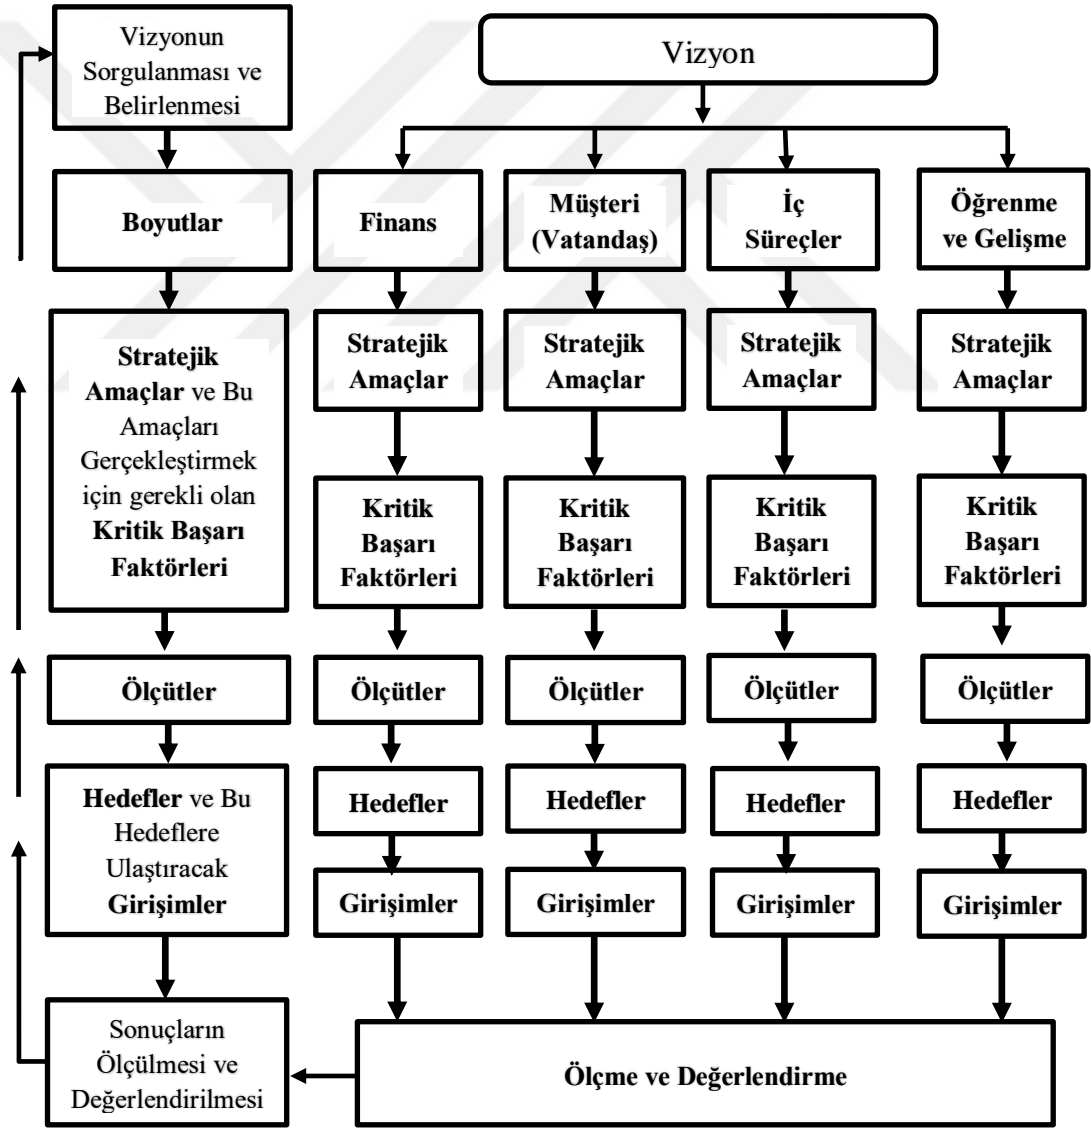 Vizyonun
Sorgulanması ve
Belirlenmesi
Vizyon
Boyutlar
Finans
Müşteri
(Vatandaş)
İç
Süreçler
Öğrenme
ve Gelişme
Stratejik
Amaçlar ve Bu
Amaçları
Gerçekleştirmek
için gerekli olan
Kritik Başarı
Faktörleri
Stratejik
Amaçlar
Stratejik
Amaçlar
Stratejik
Amaçlar
Stratejik
Amaçlar
Kritik
Başarı
Faktörleri
Kritik
Başarı
Faktörleri
Kritik
Başarı
Faktörleri
Kritik
Başarı
Faktörleri
Ölçütler
Ölçütler
Ölçütler
Ölçütler
Ölçütler
Hedefler ve Bu
Hedeflere
Ulaştıracak
Girişimler
Hedefler
Hedefler
Hedefler
Hedefler
Girişimler
Girişimler
Girişimler
Girişimler
Sonuçların
Ölçülmesi ve
Değerlendirilmesi
Ölçme ve Değerlendirme